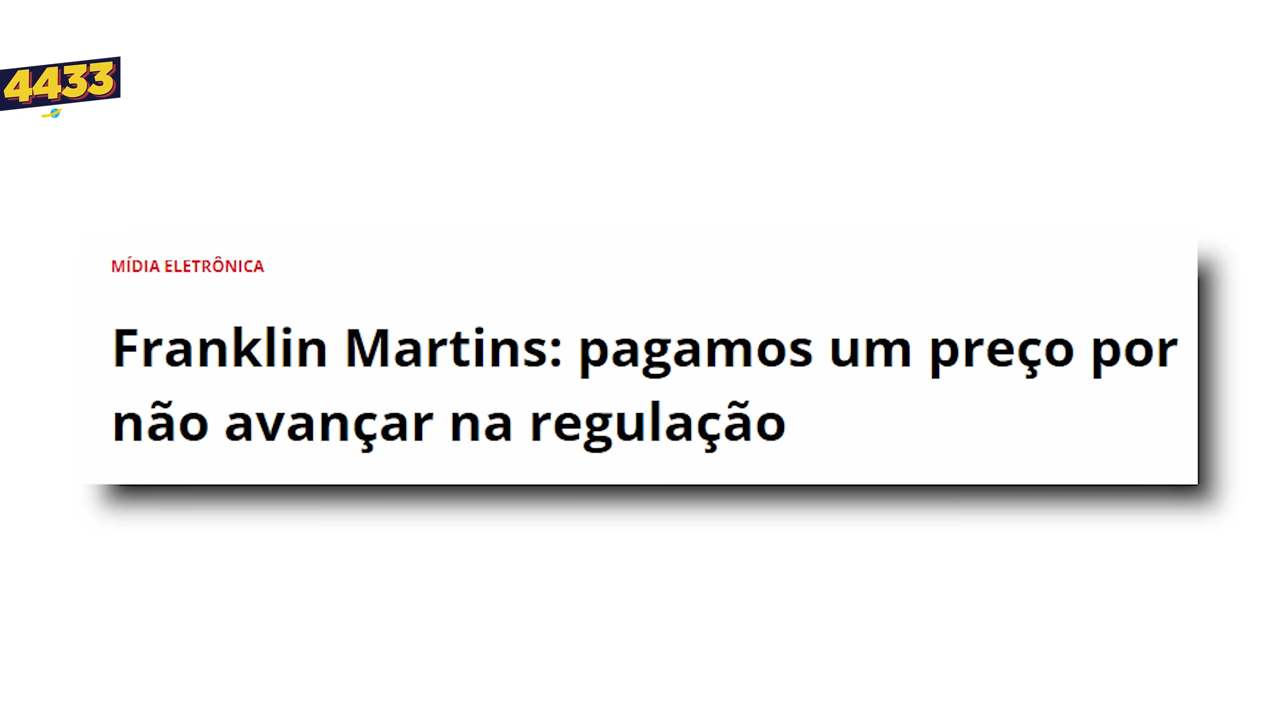 4433
MÍDIA ELETRÔNICA
Franklin Martins: pagamos um preço por
não avançar na regulação